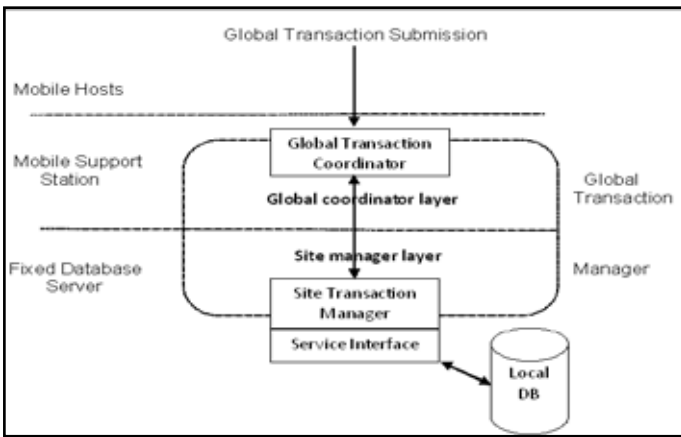 Global Transaction Submission
Mobile Hosts
Global Transaction
Coordinator
Mobile Support
Station
Global
Transaction
Global coordinator layer
Site manager layer
Fixed Database
Server
Manager
Site Transaction
Manager
Service Interface
Local
DB